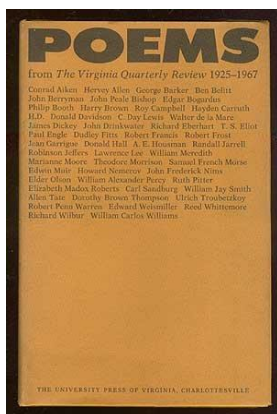 POEMS
from The Virginia Quarterly Review 1925-1967
Conrad Aiken Hervey Allen George Barker Ben Belitt
John Berryman John Peale Bishop Edgar Bogardus
Philip Booth Harry Brown Roy Campbell Hayden Carruth
H.D. Donald Davidson C. Day Lewis Walter de la Mare
James Dickey John Drinkwater Richard Eberhart T. S. Eliot
Paul Engle Dudley Fitts Robert Francis Robert Frost
Jean Garrigue Donald Hall A. E. Housman Randall Jarrell
Robinson Jeffers Lawrence Lee William Meredith
Marianne Moore Theodore Morrison Samuel French Morse
Edwin Muir Howard Nemerov John Frederick Nims
Elder Olson William Alexander Percy Ruth Pitter
Elizabeth Madox Roberts Carl Sandburg William Jay Smith
Allen Tate Dorothy Brown Thompson Ulrich Troubetzkoy
Robert Penn Warren Edward Weismiller Reed Whittemore
Richard Wilbur William Carlos Williams
THE UNIVERSITY PRESS OF VIRGINIA, CHARLOTTESVILLE